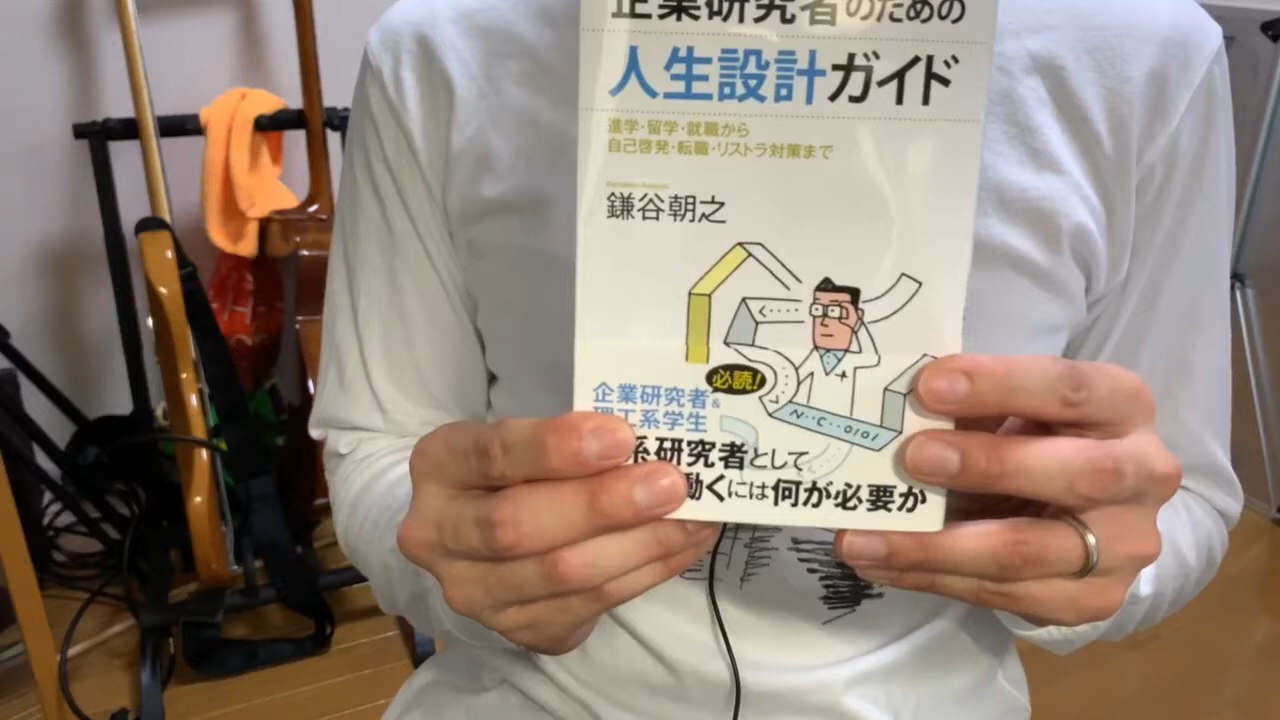 企業研究者のための
人生設計ガイド
進学・留学・就職から
自己啓発・転職・リストラ対策まで
鎌谷朝之
必読!
企業研究者&
理工系学生
系研究者として
働くには何が必要か
N··C··0101